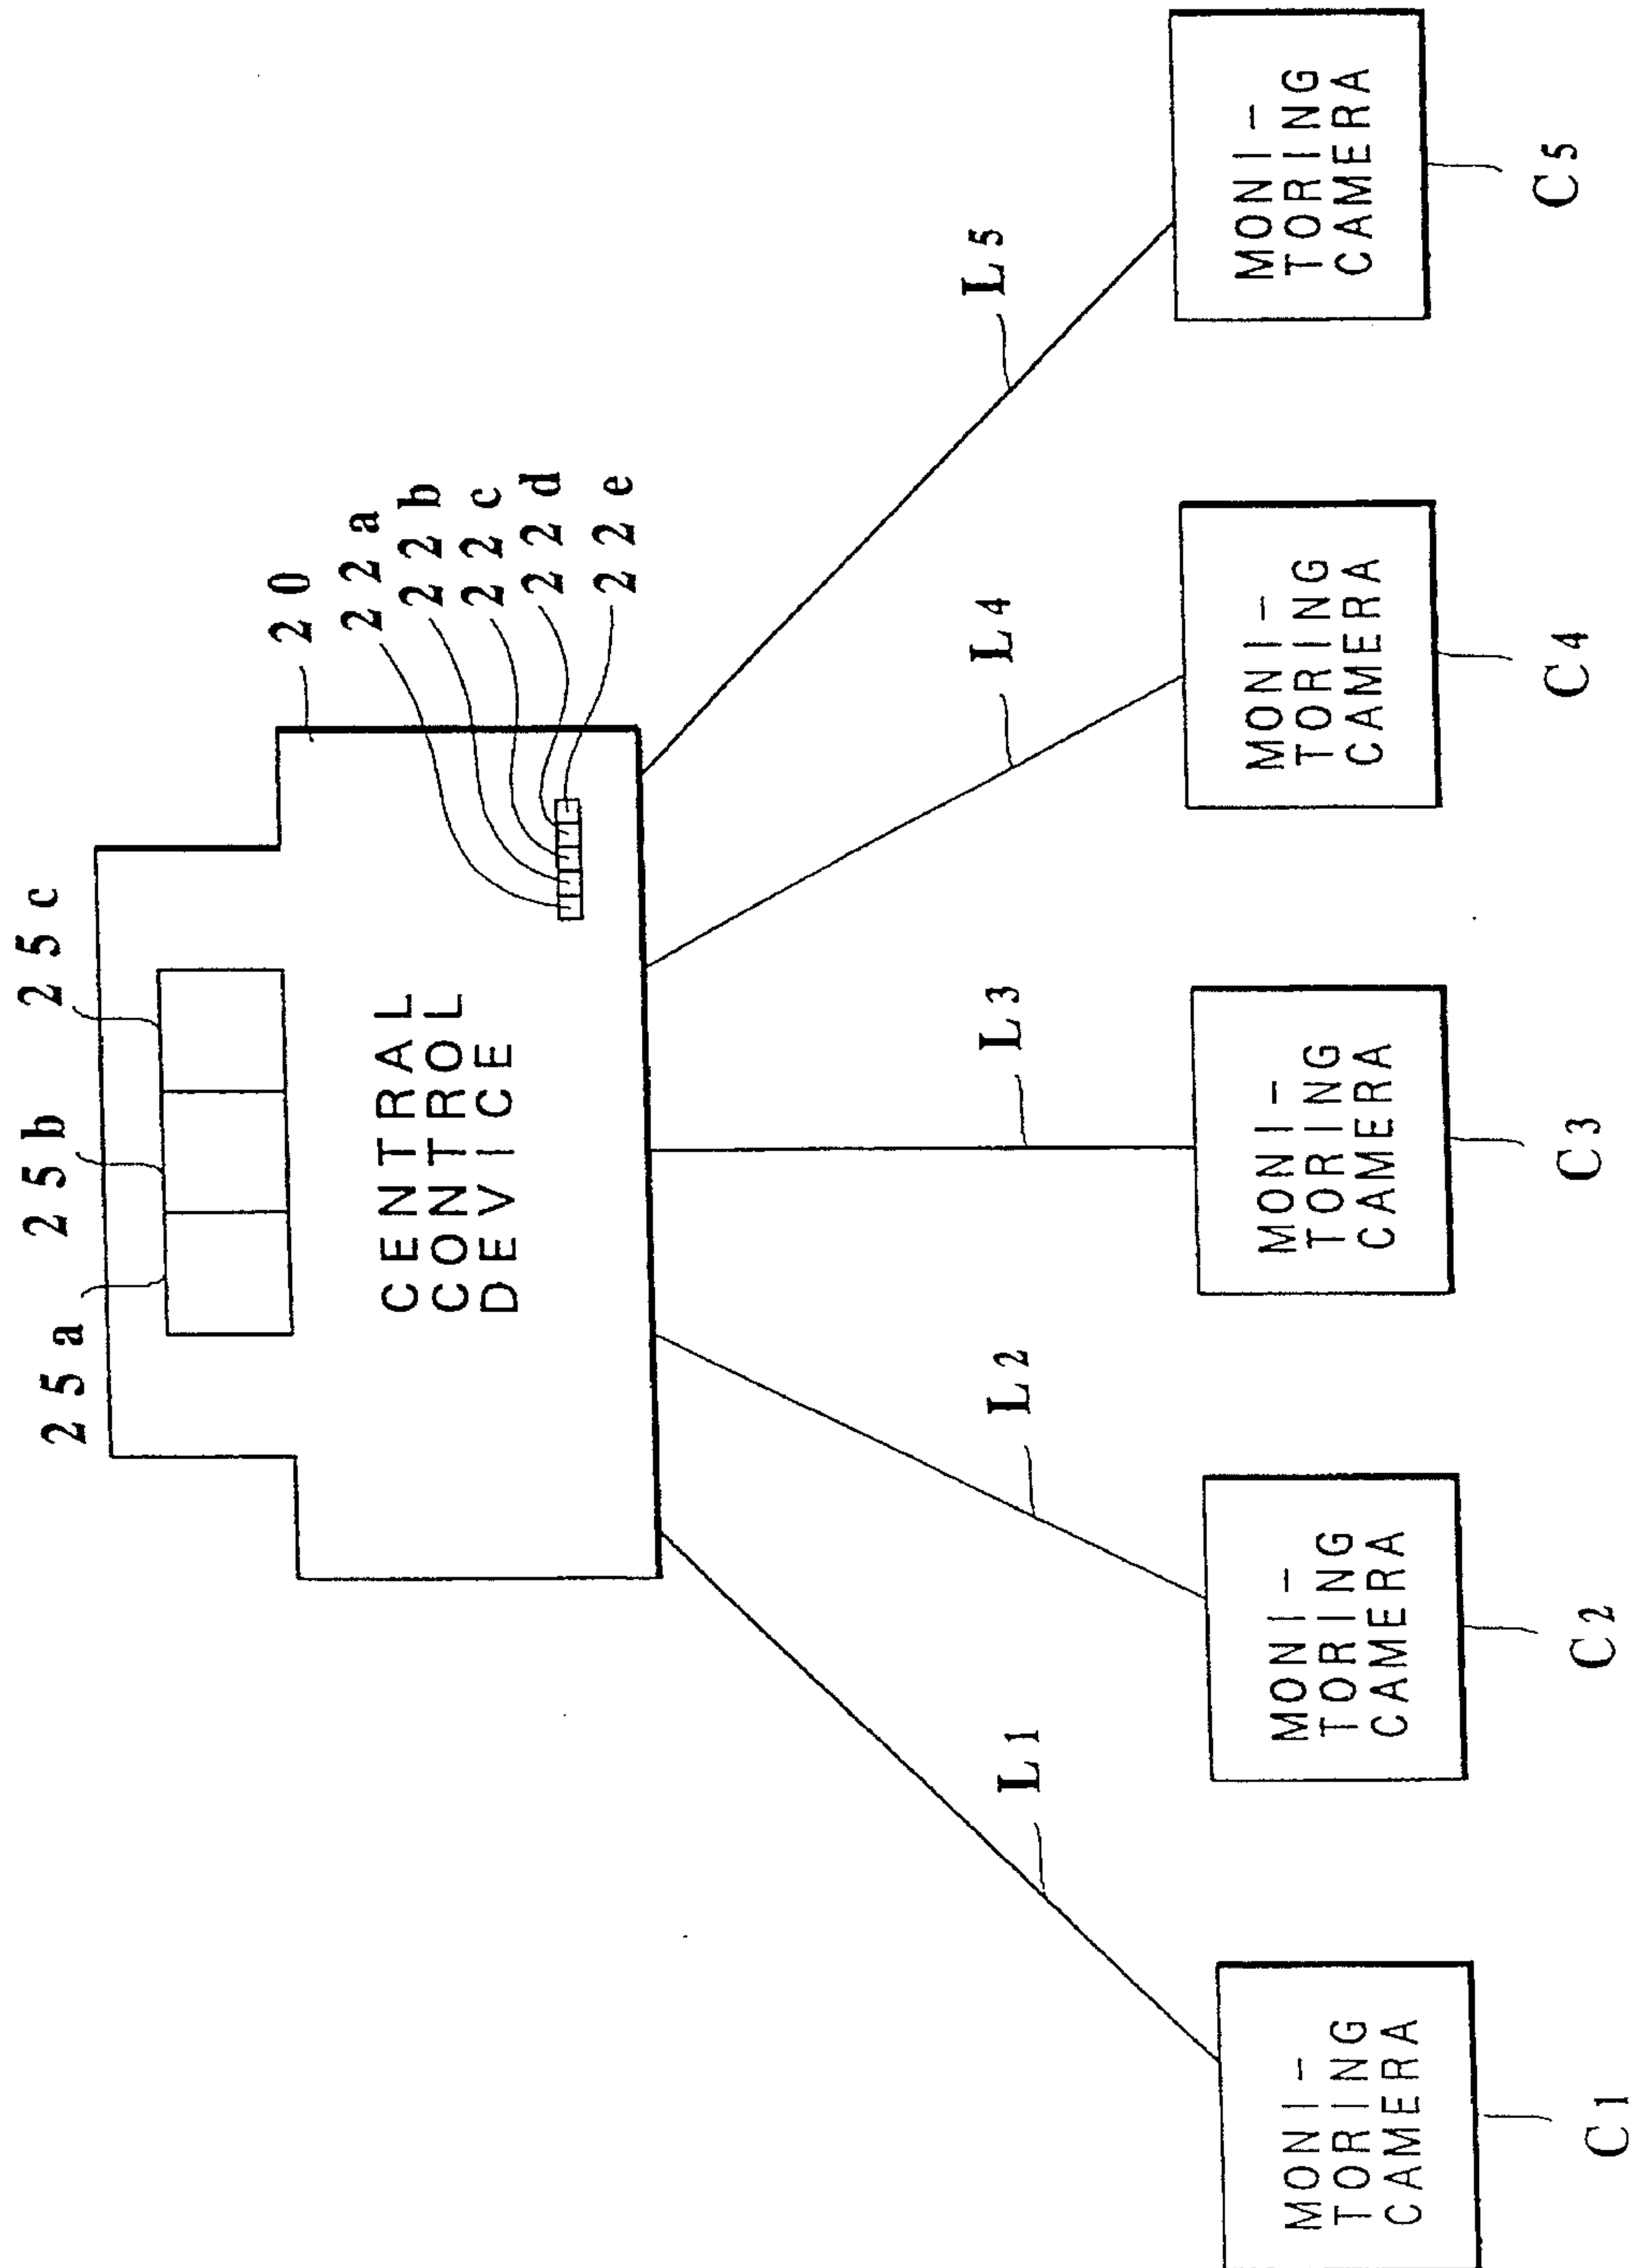 25a
25b
25c
20
22a
22b
22c
22d
22e
CENTRAL
CONTROL
DEVICE
L1
L2
L3
L4
L5
MONI-
TORING
CAMERA
C1
MONI-
TORING
CAMERA
C2
MONI-
TORING
CAMERA
C3
MONI-
TORING
CAMERA
C4
MONI-
TORING
CAMERA
C5